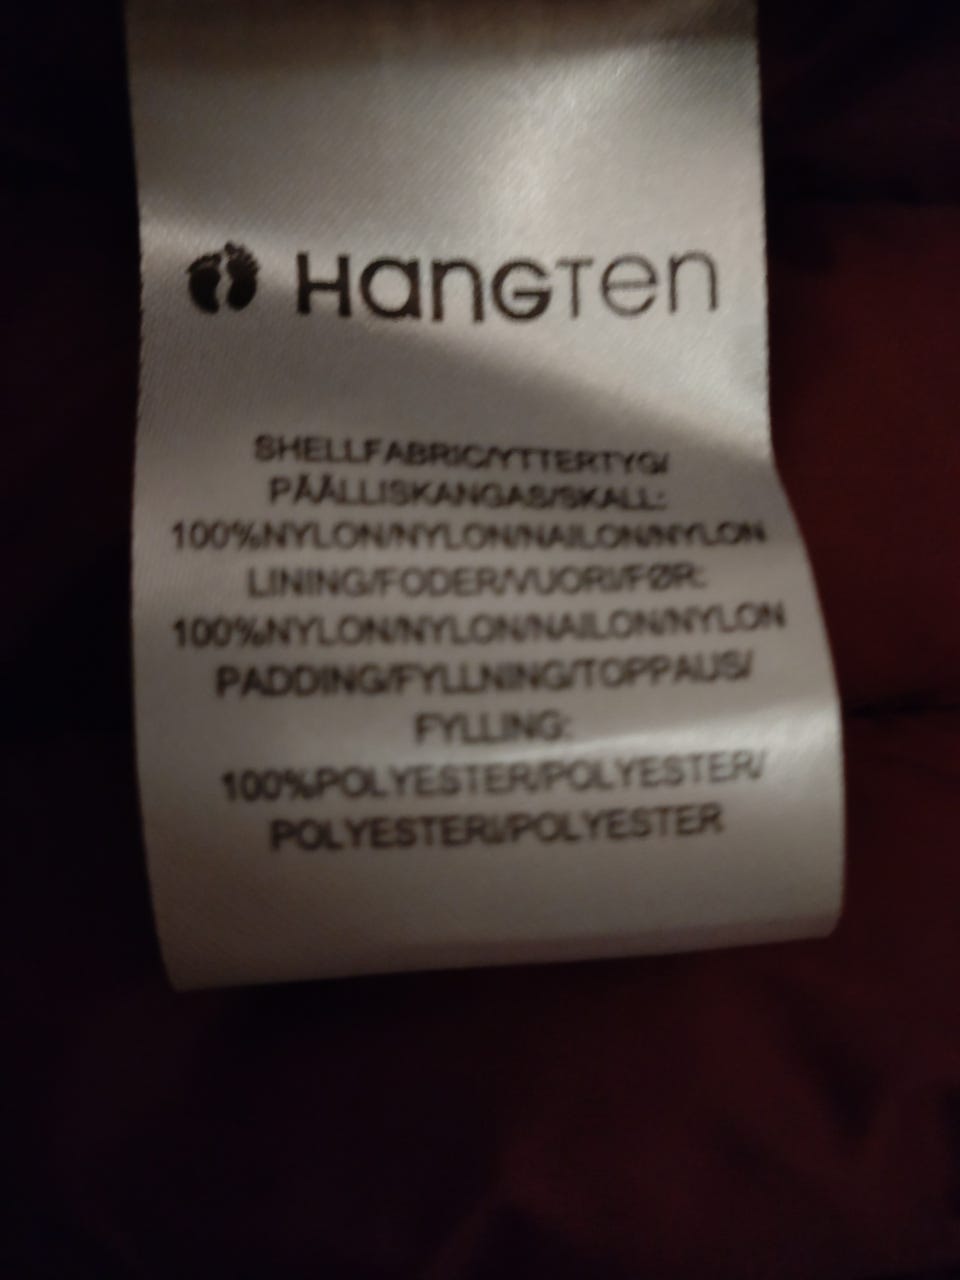 HangTen
SHELLFABRIC/YTTERTYG/
PÄÄLLISKANGAS/SKALL:
100%NYLON/NYLON/NAILON/NYLON
LINING/FODER/VUORI/FØR:
100%NYLON/NYLON/NAILON/NYLON
PADDING/FYLLNING/TOPPAUS/
FYLLING:
100%POLYESTER/POLYESTER/
POLYESTERI/POLYESTER